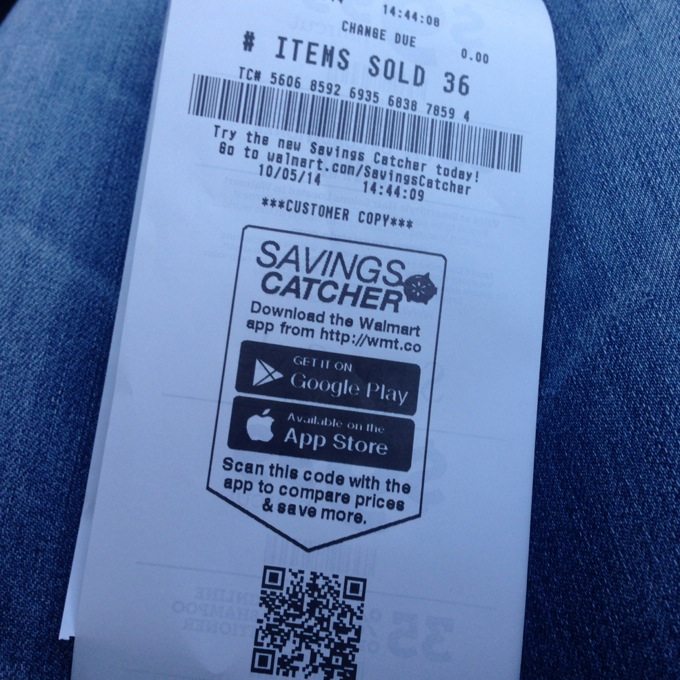 14:44:08
CHANGE DUE 0.00
# ITEMS SOLD 36
TC# 5606 8592 6935 6838 7859 4
Try the new Savings Catcher today!
Go to walmart.com/SavingsCatcher
10/05/14 14:44:09
***CUSTOMER COPY***
SAVINGS
CATCHER
Download the Walmart
app from http://wmt.co
GET IT ON
Google Play
Available on the
App Store
Scan this code with the
app to compare prices
& save more.